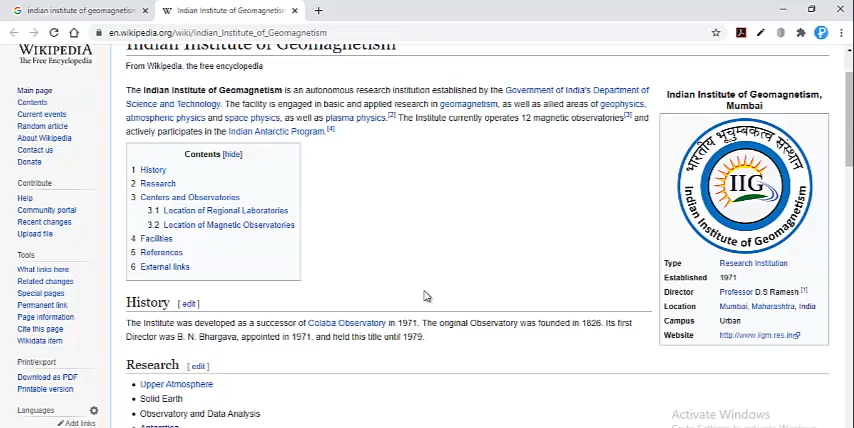 indian institute of geomagnetism
Indian Institute of Geomagnetism
en.wikipedia.org/wiki/Indian_Institute_of_Geomagnetism
WIKIPEDIA
The Free Encyclopedia
Main page
Contents
Current events
Random article
About Wikipedia
Contact us
Donate
Contribute
Help
Community portal
Recent changes
Upload file
Tools
What links here
Related changes
Special pages
Permanent link
Page information
Cite this page
Wikidata item
Print/export
Download as PDF
Printable version
Languages
Add links
Indian Institute of Geomagnetism
From Wikipedia, the free encyclopedia
The Indian Institute of Geomagnetism is an autonomous research institution established by the Government of India's Department of
Science and Technology. The facility is engaged in basic and applied research in geomagnetism, as well as allied areas of geophysics,
atmospheric physics and space physics, as well as plasma physics.[2] The Institute currently operates 12 magnetic observatories[3] and
actively participates in the Indian Antarctic Program.[4]
Contents [hide]
1 History
2 Research
3 Centers and Observatories
3.1 Location of Regional Laboratories
3.2 Location of Magnetic Observatories
4 Facilities
5 References
6 External links
History [ edit ]
The Institute was developed as a successor of Colaba Observatory in 1971. The original Observatory was founded in 1826. Its first
Director was B. N. Bhargava, appointed in 1971, and held this title until 1979.
Research [ edit ]
Upper Atmosphere
Solid Earth
Observatory and Data Analysis
Antarctica
Indian Institute of Geomagnetism,
Mumbai
भारतीय भूचुम्बकत्व संस्थान
IIG
Indian Institute of Geomagnetism
Type Research Institution
Established 1971
Director Professor D.S Ramesh [1]
Location Mumbai, Maharashtra, India
Campus Urban
Website http://www.iigm.res.in
Activate Windows